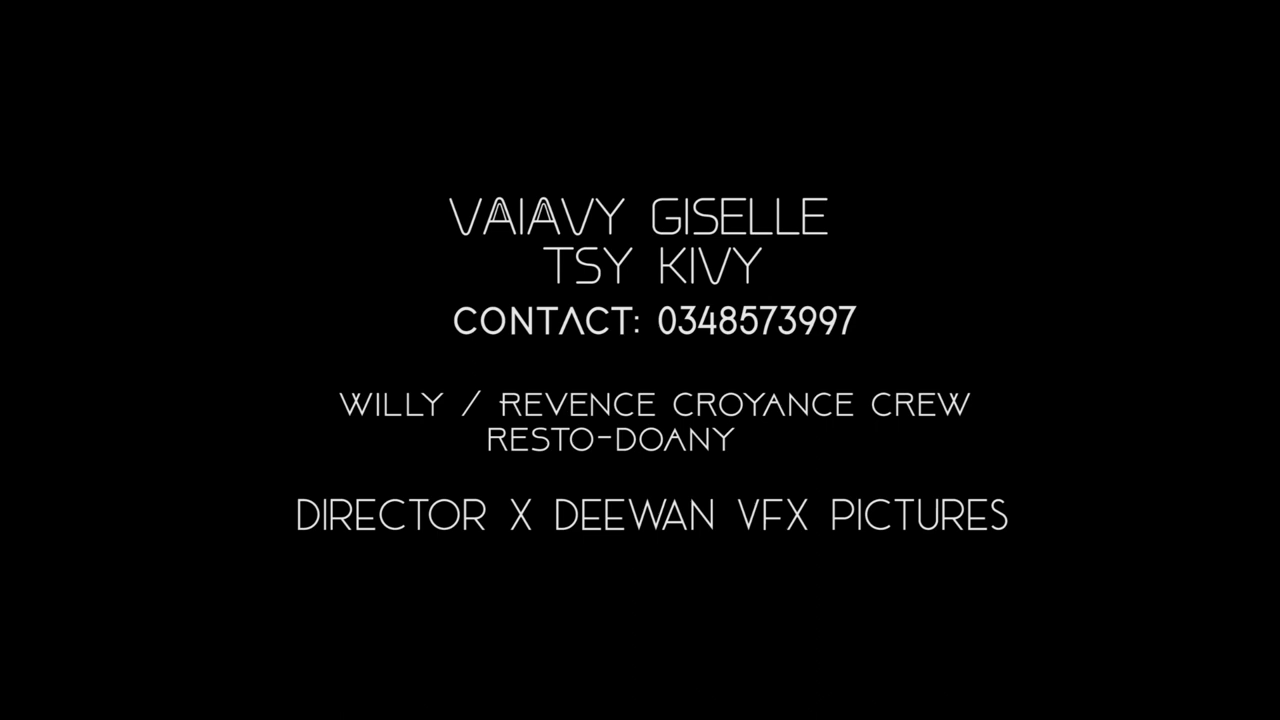 VAIAVY GISELLE
TSY KIVY
CONTACT: 0348573997
WILLY / REVENCE CROYANCE CREW
RESTO-DOANY
DIRECTOR X DEEWAN VFX PICTURES